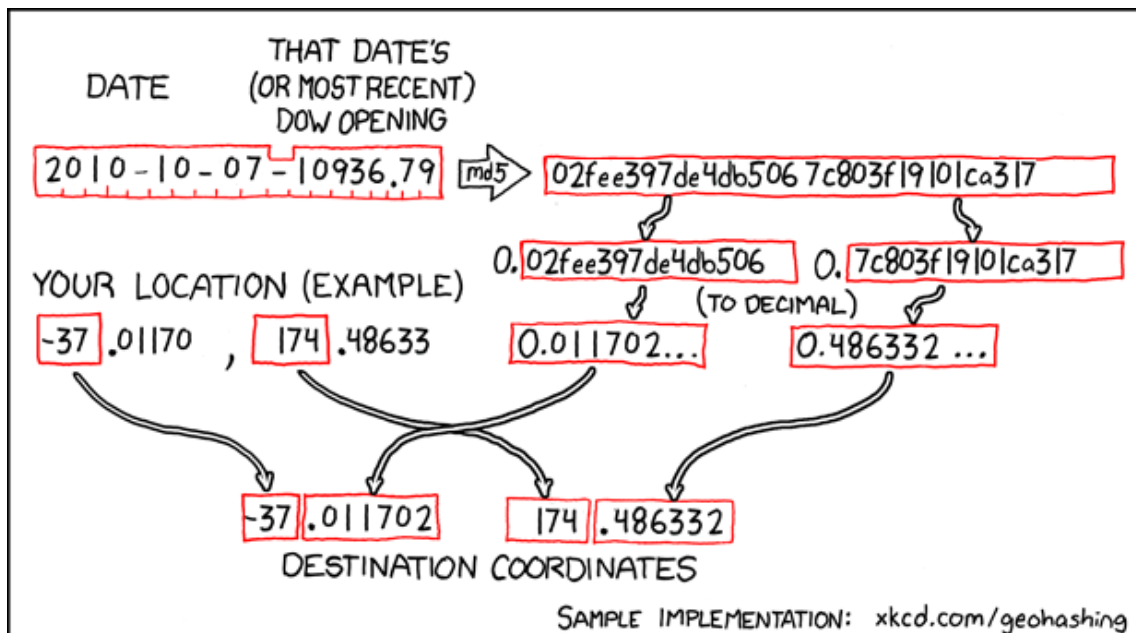 DATE
THAT DATE'S
(OR MOST RECENT)
DOW OPENING
2010-10-07-10936.79
md5
02fee397de4db5067c803f19101ca317
0.02fee397de4db506
0.7c803f19101ca317
YOUR LOCATION (EXAMPLE)
(TO DECIMAL)
-37.01170, 174.48633
0.011702...
0.486332...
-37.011702
174.486332
DESTINATION COORDINATES
SAMPLE IMPLEMENTATION: xkcd.com/geohashing